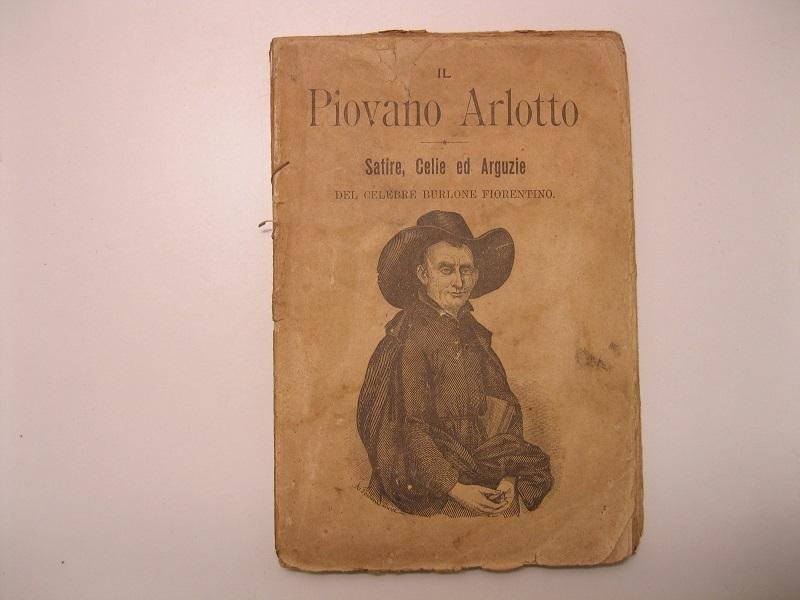 IL
Piovano Arlotto
Satire, Celie ed Arguzie
DEL CELEBRE BURLONE FIORENTINO.